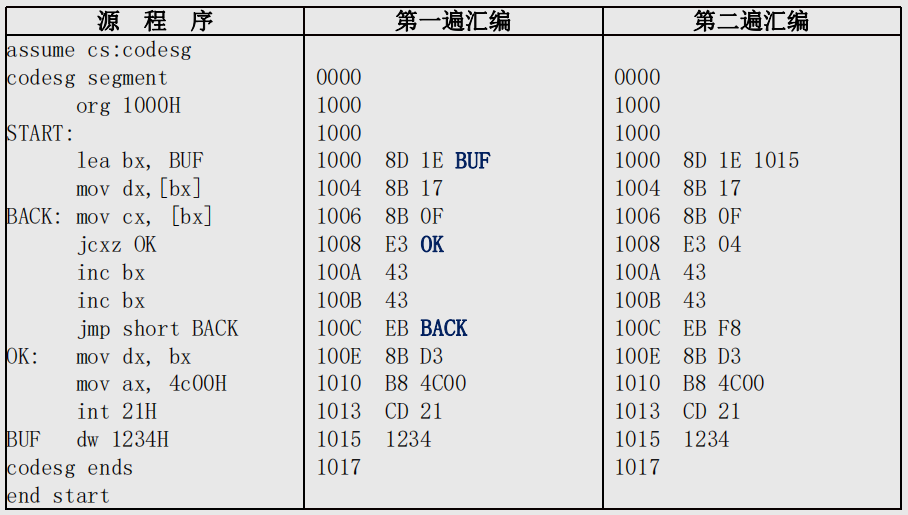 源 程 序 第一遍汇编 第二遍汇编
assume cs:codesg
codesg segment 0000 0000
org 1000H 1000 1000
START: 1000 1000
lea bx, BUF 1000 8D 1E BUF 1000 8D 1E 1015
mov dx,[bx] 1004 8B 17 1004 8B 17
BACK: mov cx, [bx] 1006 8B 0F 1006 8B 0F
jcxz OK 1008 E3 OK 1008 E3 04
inc bx 100A 43 100A 43
inc bx 100B 43 100B 43
jmp short BACK 100C EB BACK 100C EB F8
OK: mov dx, bx 100E 8B D3 100E 8B D3
mov ax, 4c00H 1010 B8 4C00 1010 B8 4C00
int 21H 1013 CD 21 1013 CD 21
BUF dw 1234H 1015 1234 1015 1234
codesg ends 1017 1017
end start